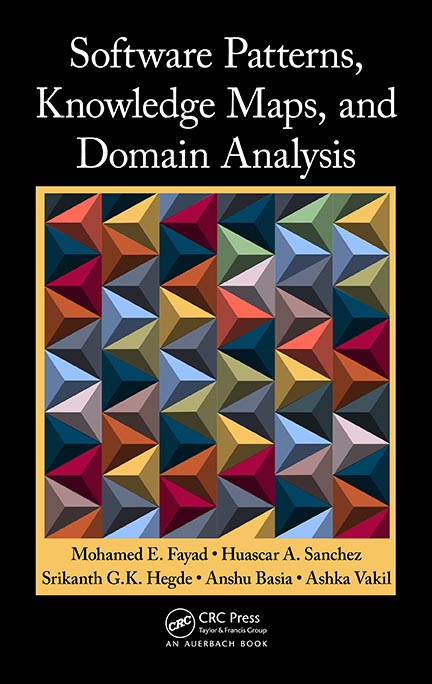 Software Patterns,
Knowledge Maps, and
Domain Analysis
Mohamed E. Fayad • Huascar A. Sanchez
Srikanth G.K. Hegde • Anshu Basia • Ashka Vakil
CRC
CRC Press
Taylor & Francis Group
AN AUERBACH BOOK